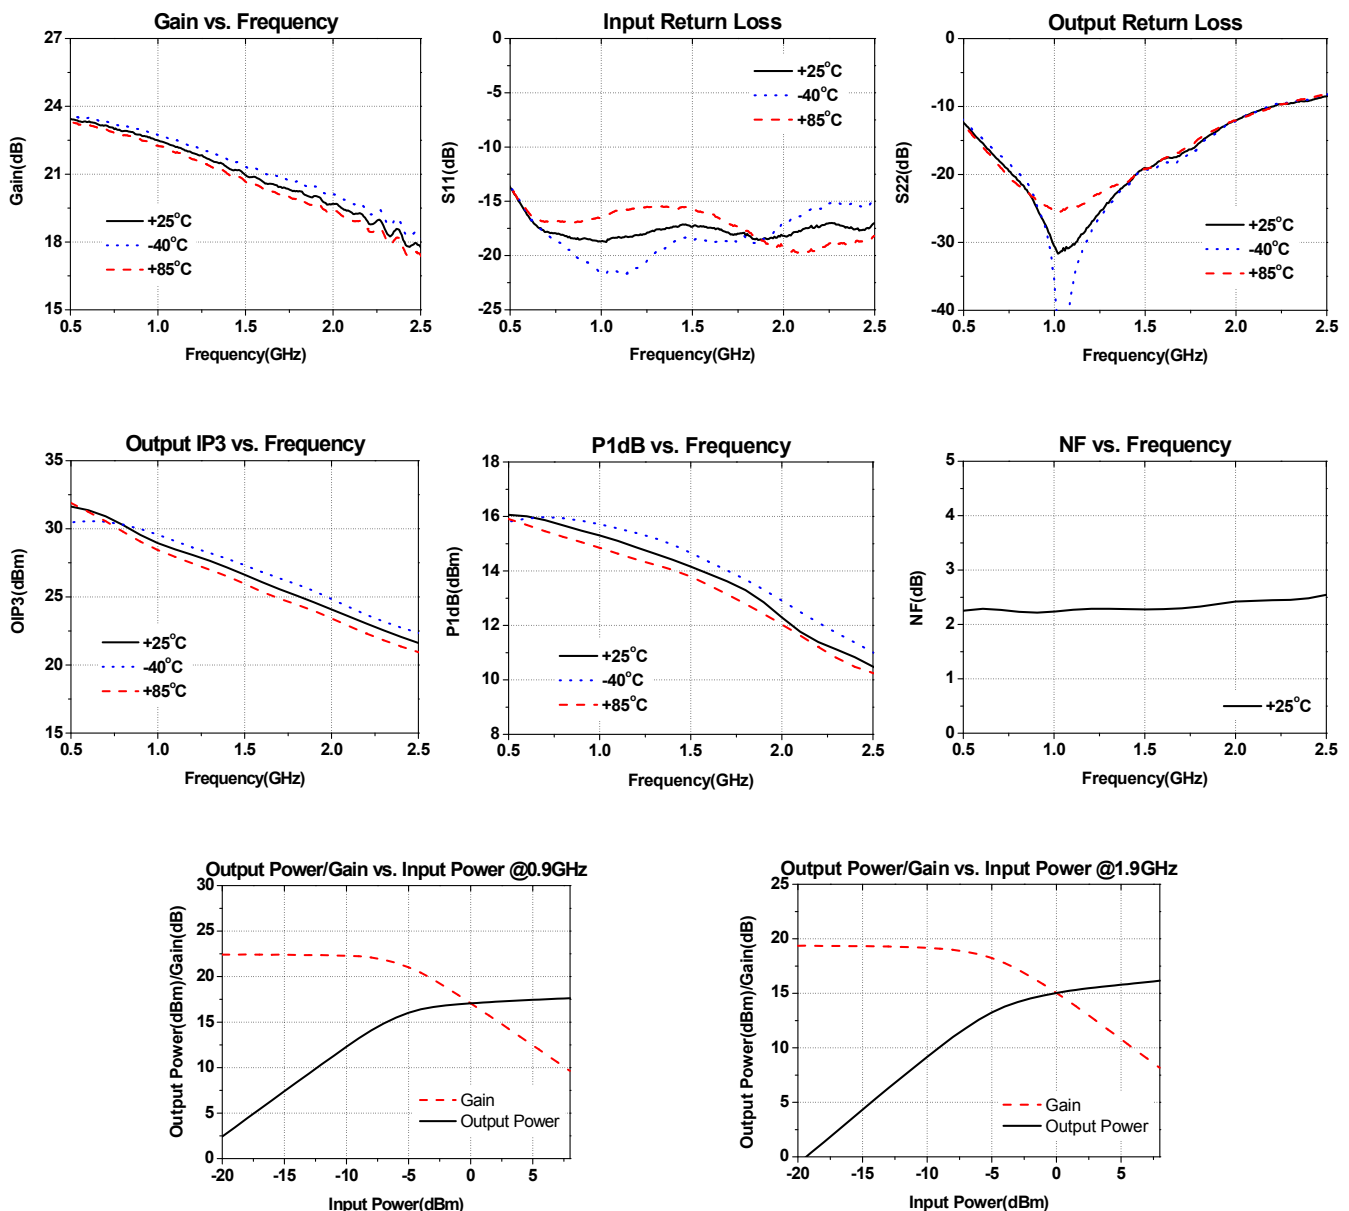 Gain vs. Frequency
27
24
21
18
15
Gain(dB)
+25°C
-40°C
+85°C
0.5 1.0 1.5 2.0 2.5
Frequency(GHz)
Input Return Loss
0
-5
-10
-15
-20
-25
S11(dB)
+25°C
-40°C
+85°C
0.5 1.0 1.5 2.0 2.5
Frequency(GHz)
Output Return Loss
0
-10
-20
-30
-40
S22(dB)
+25°C
-40°C
+85°C
0.5 1.0 1.5 2.0 2.5
Frequency(GHz)
Output IP3 vs. Frequency
35
30
25
20
15
OIP3(dBm)
+25°C
-40°C
+85°C
0.5 1.0 1.5 2.0 2.5
Frequency(GHz)
P1dB vs. Frequency
18
16
14
12
10
8
P1dB(dBm)
+25°C
-40°C
+85°C
0.5 1.0 1.5 2.0 2.5
Frequency(GHz)
NF vs. Frequency
5
4
3
2
1
0
NF(dB)
+25°C
0.5 1.0 1.5 2.0 2.5
Frequency(GHz)
Output Power/Gain vs. Input Power @0.9GHz
30
25
20
15
10
5
0
Output Power(dBm)/Gain(dB)
Gain
Output Power
-20 -15 -10 -5 0 5
Input Power(dBm)
Output Power/Gain vs. Input Power @1.9GHz
25
20
15
10
5
0
Output Power(dBm)/Gain(dB)
Gain
Output Power
-20 -15 -10 -5 0 5
Input Power(dBm)